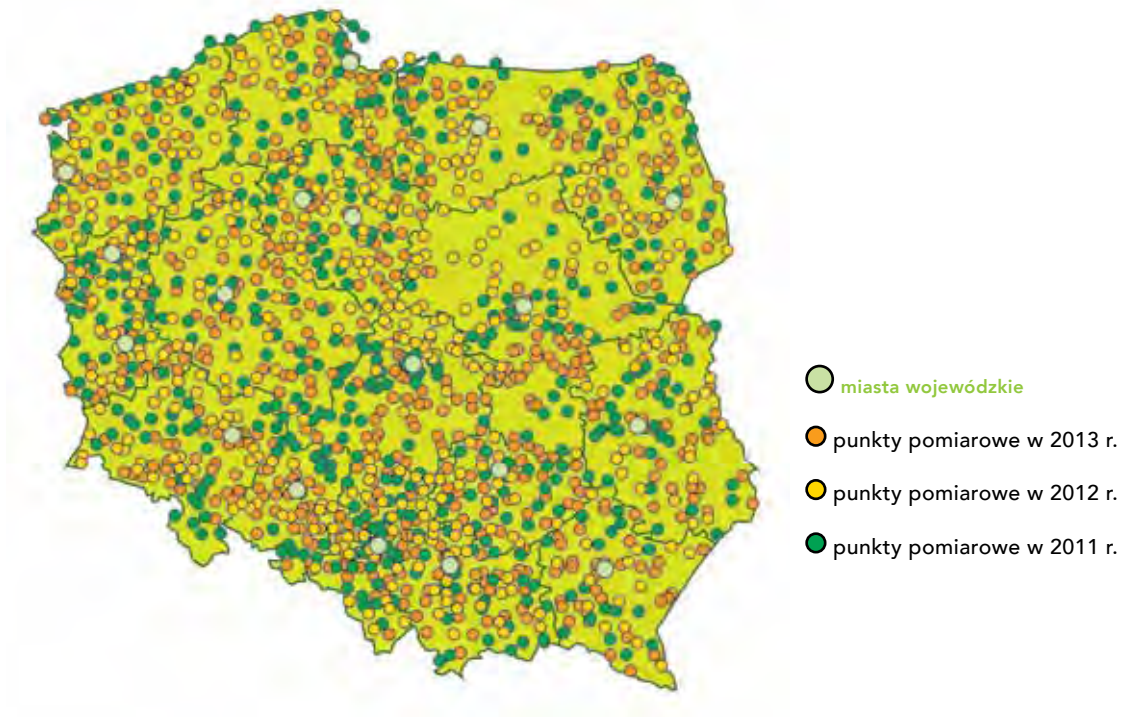 miasta wojewódzkie
punkty pomiarowe w 2013 r.
punkty pomiarowe w 2012 r.
punkty pomiarowe w 2011 r.